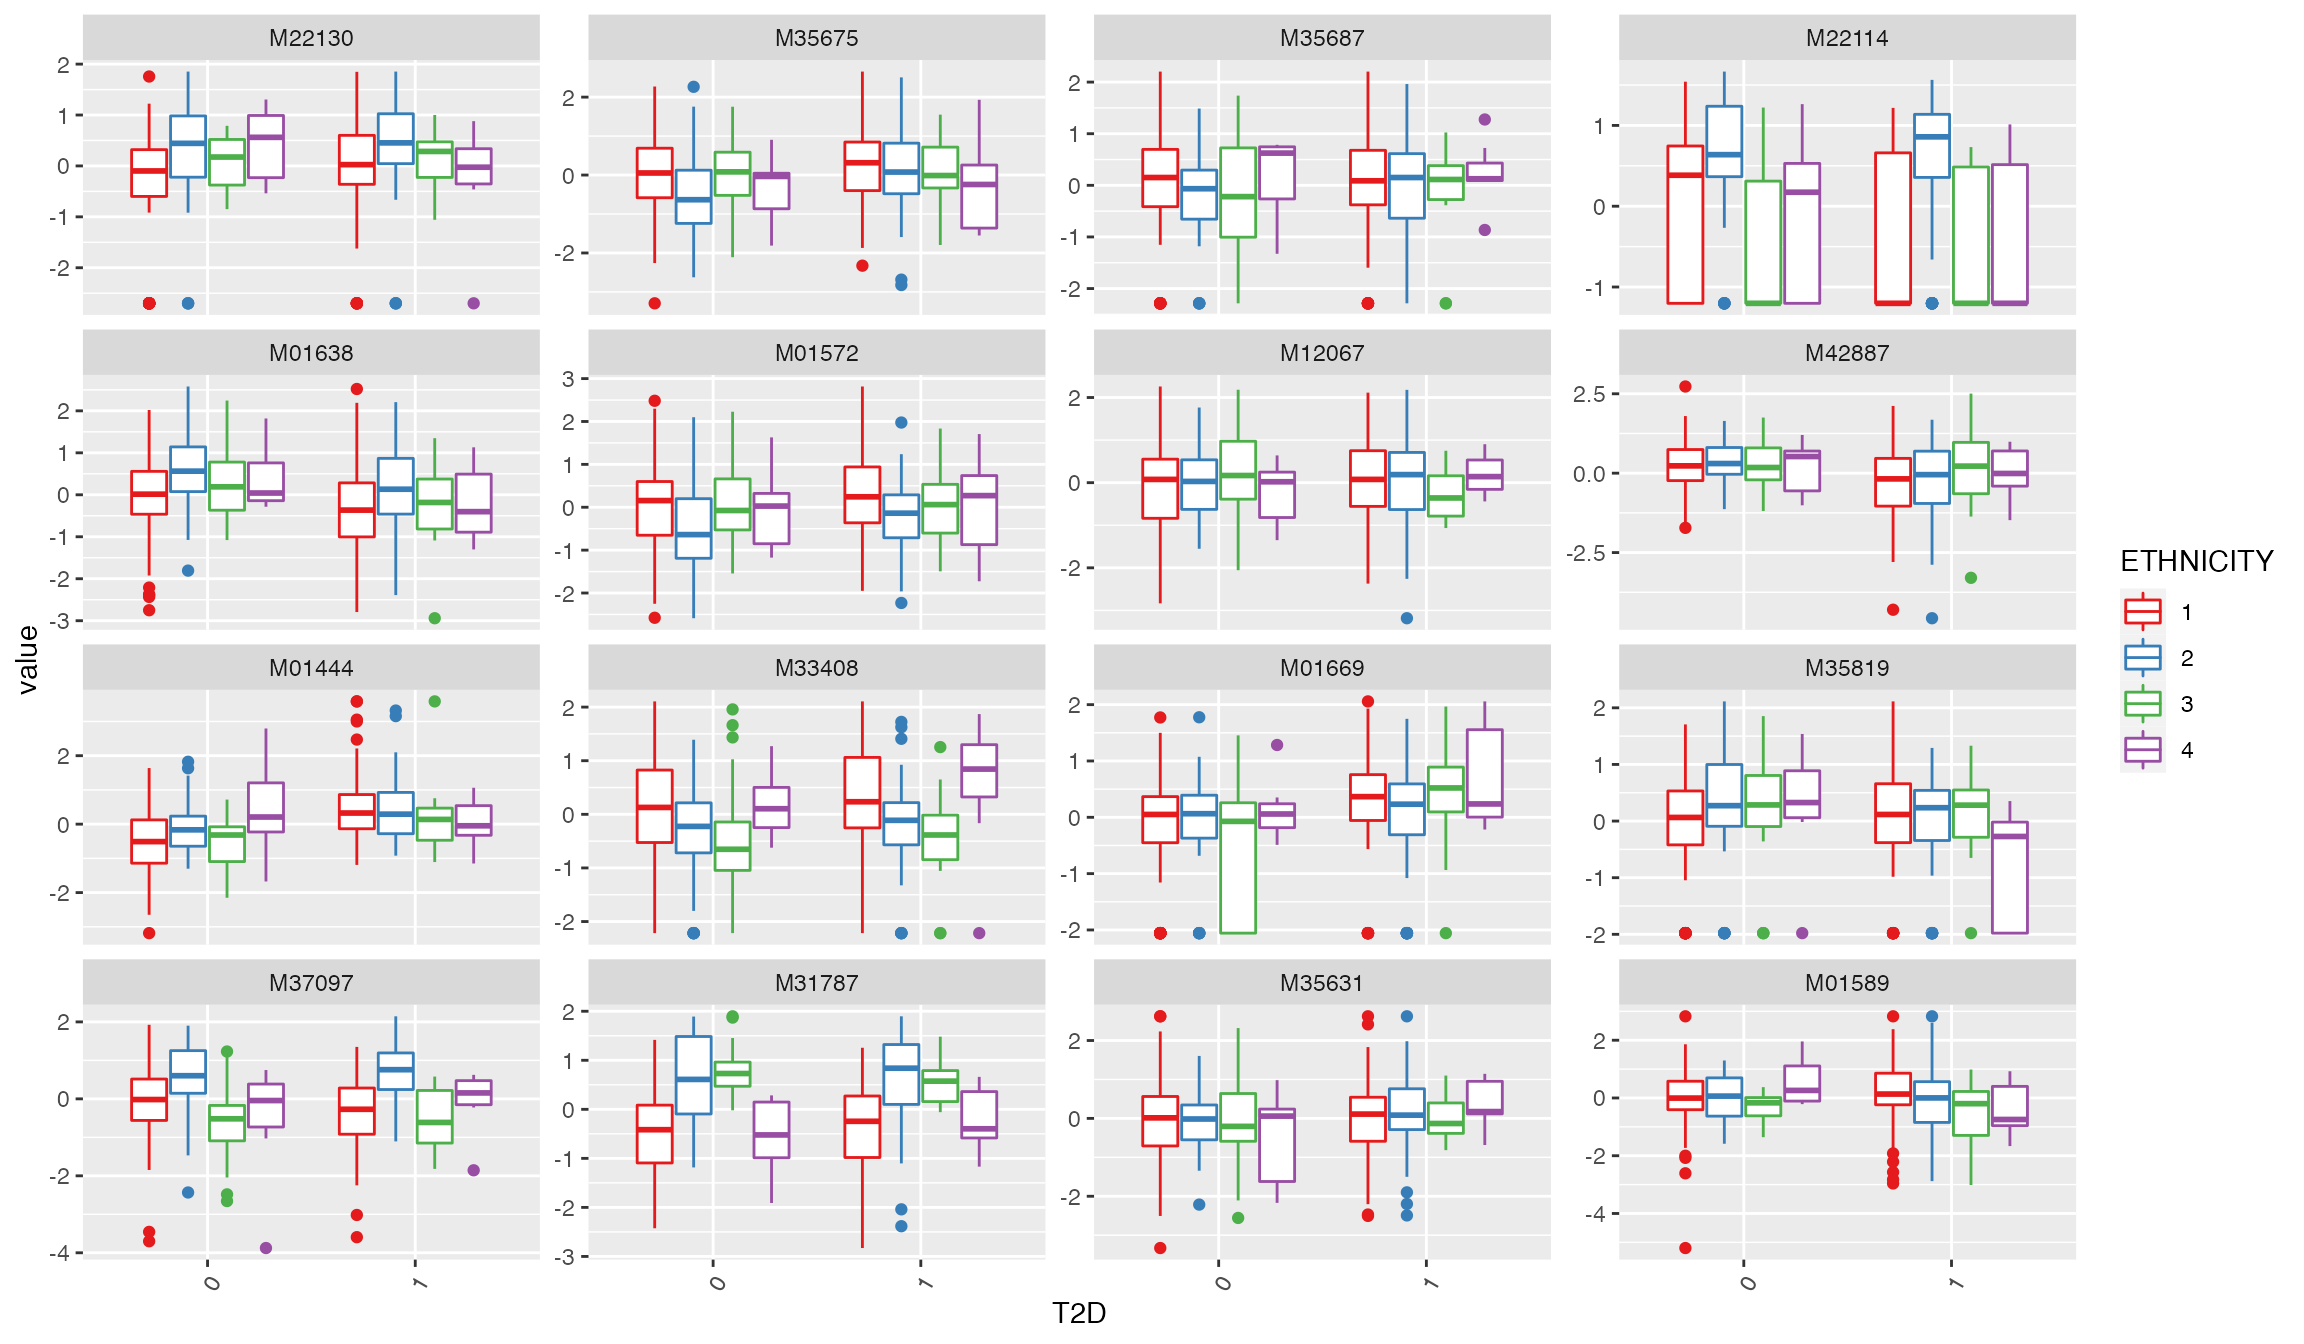 M22130 M35675 M35687 M22114
2 1 0 -1 -2
2 0 -2
2 1 0 -1 -2
1 0 -1
M01638 M01572 M12067 M42887
2 1 0 -1 -2 -3
3 2 1 0 -1 -2
2 0 -2
2.5 0.0 -2.5
M01444 M33408 M01669 M35819
2 0 -2
2 1 0 -1 -2
2 1 0 -1 -2
2 1 0 -1 -2
M37097 M31787 M35631 M01589
2 0 -2 -4
2 1 0 -1 -2 -3
2 0 -2
2 0 -2 -4
0 1 0 1 0 1 0 1
T2D
value
ETHNICITY
1
2
3
4